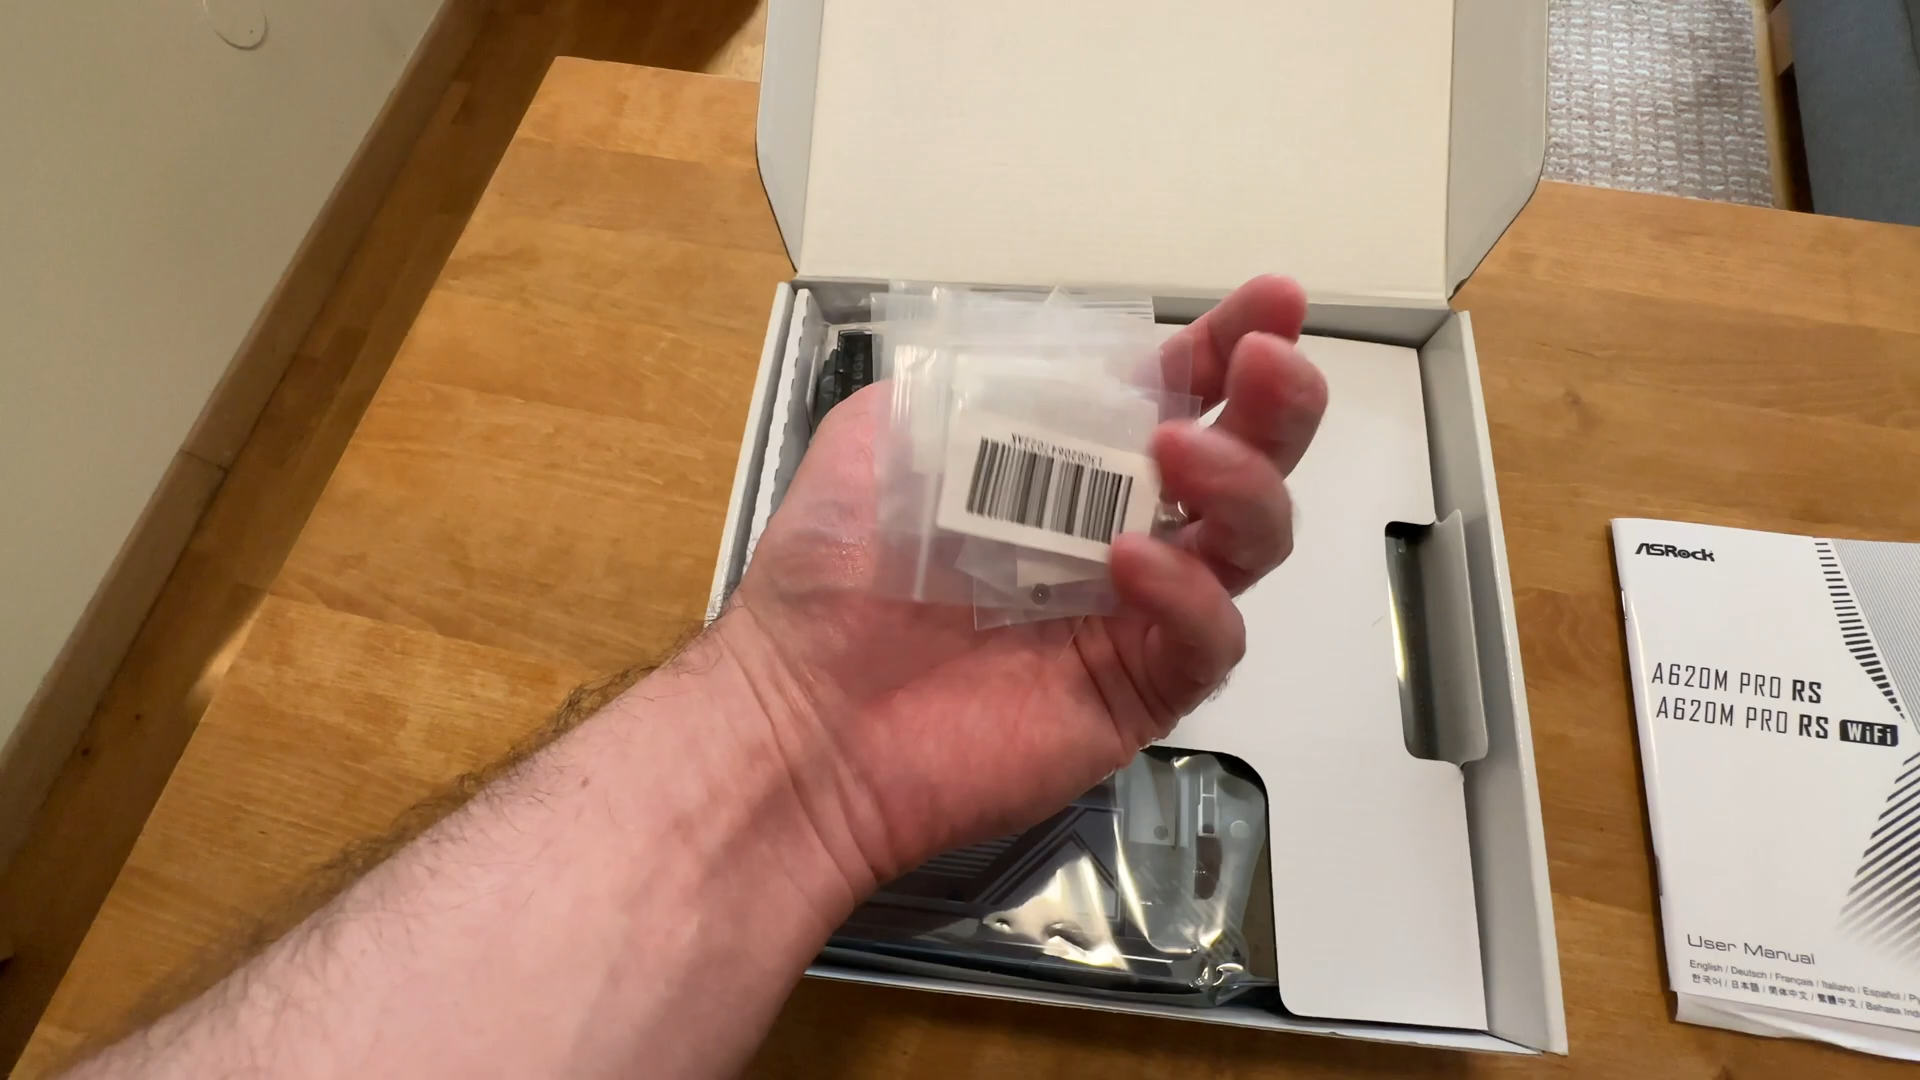 ASRock
A620M PRO RS
A620M PRO RS WiFi
User Manual
English / Deutsch / Français / Italiano / Español /
한국어 / 日本語 / 简体中文 / 繁體中文 / Bahasa